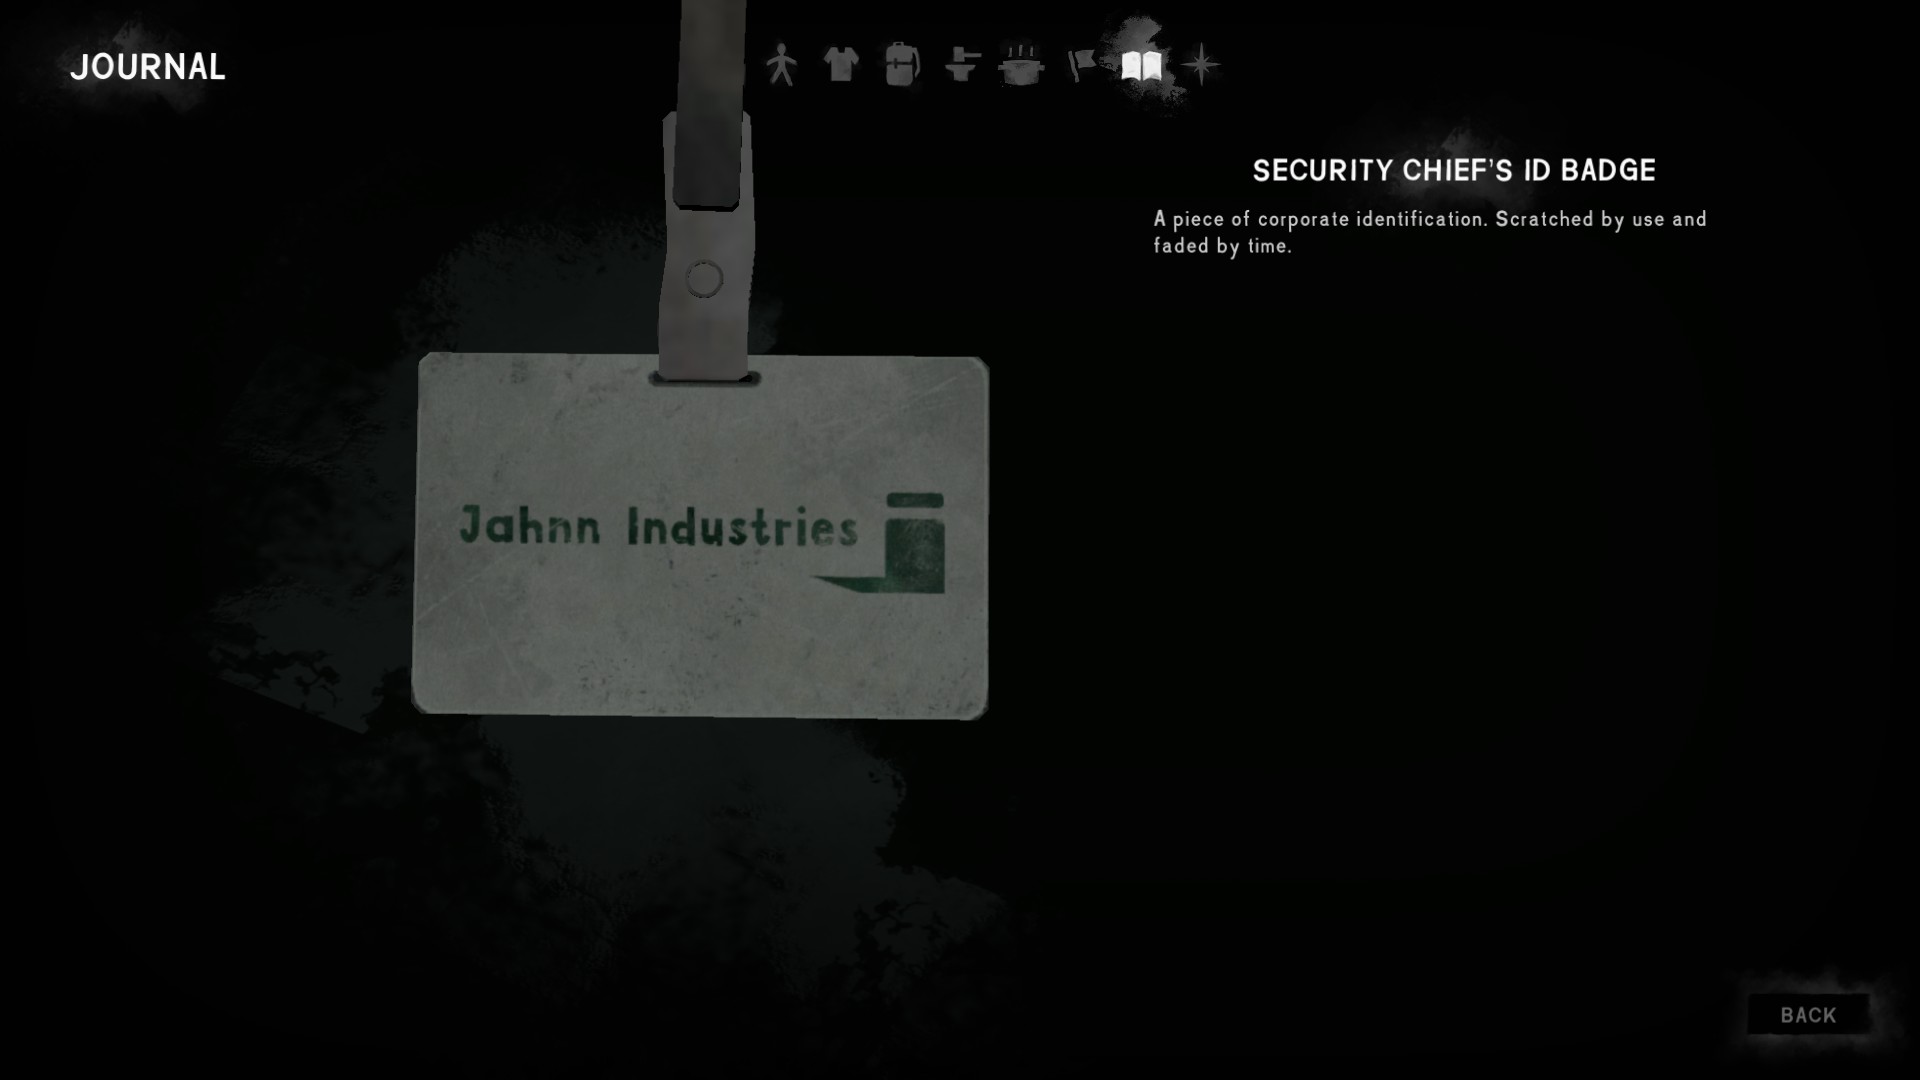 JOURNAL
SECURITY CHIEF'S ID BADGE
A piece of corporate identification. Scratched by use and
faded by time.
Jahnn Industries
BACK